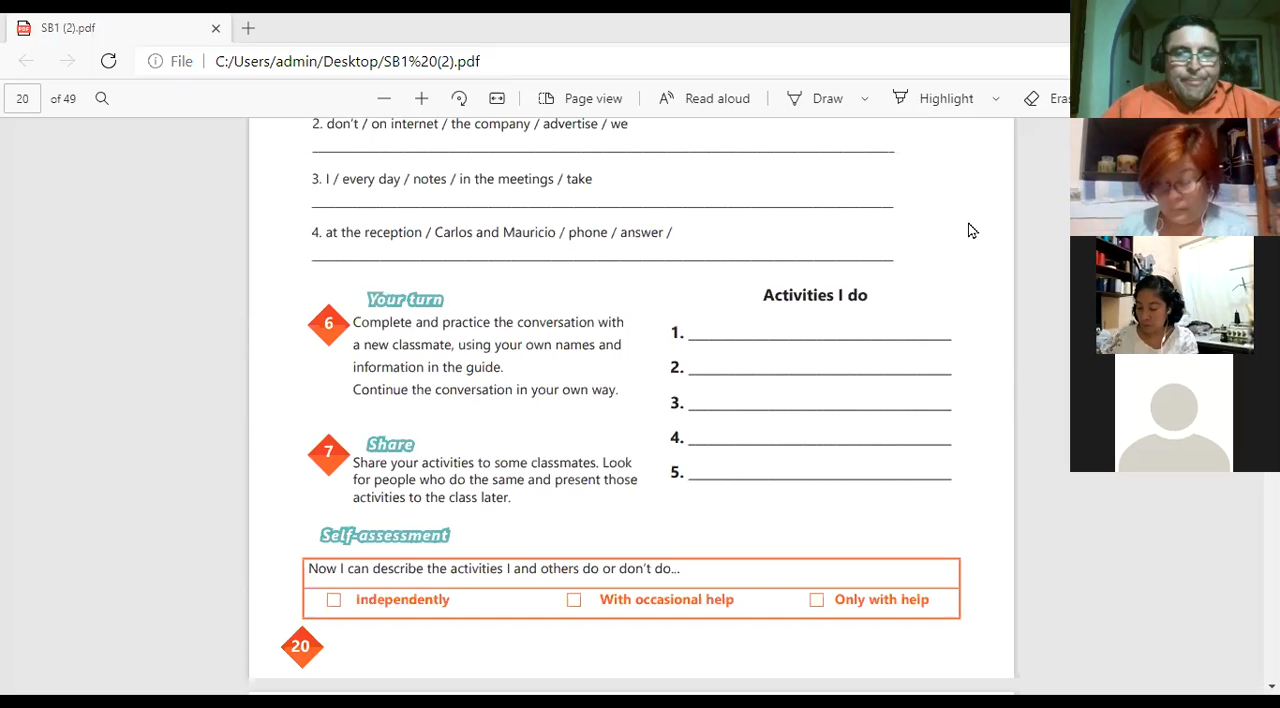 SB1 (2).pdf
File
C:/Users/admin/Desktop/SB1%20(2).pdf
20 of 49
Page view
Read aloud
Draw
Highlight
2. don't / on internet / the company / advertise / we
3. I / every day / notes / in the meetings / take
4. at the reception / Carlos and Mauricio / phone / answer /
6
Your turn
Complete and practice the conversation with
a new classmate, using your own names and
information in the guide.
Continue the conversation in your own way.
Activities I do
1.
2.
3.
4.
5.
7
Share
Share your activities to some classmates. Look
for people who do the same and present those
activities to the class later.
Self-assessment
Now I can describe the activities I and others do or don't do...
Independently
With occasional help
Only with help
20